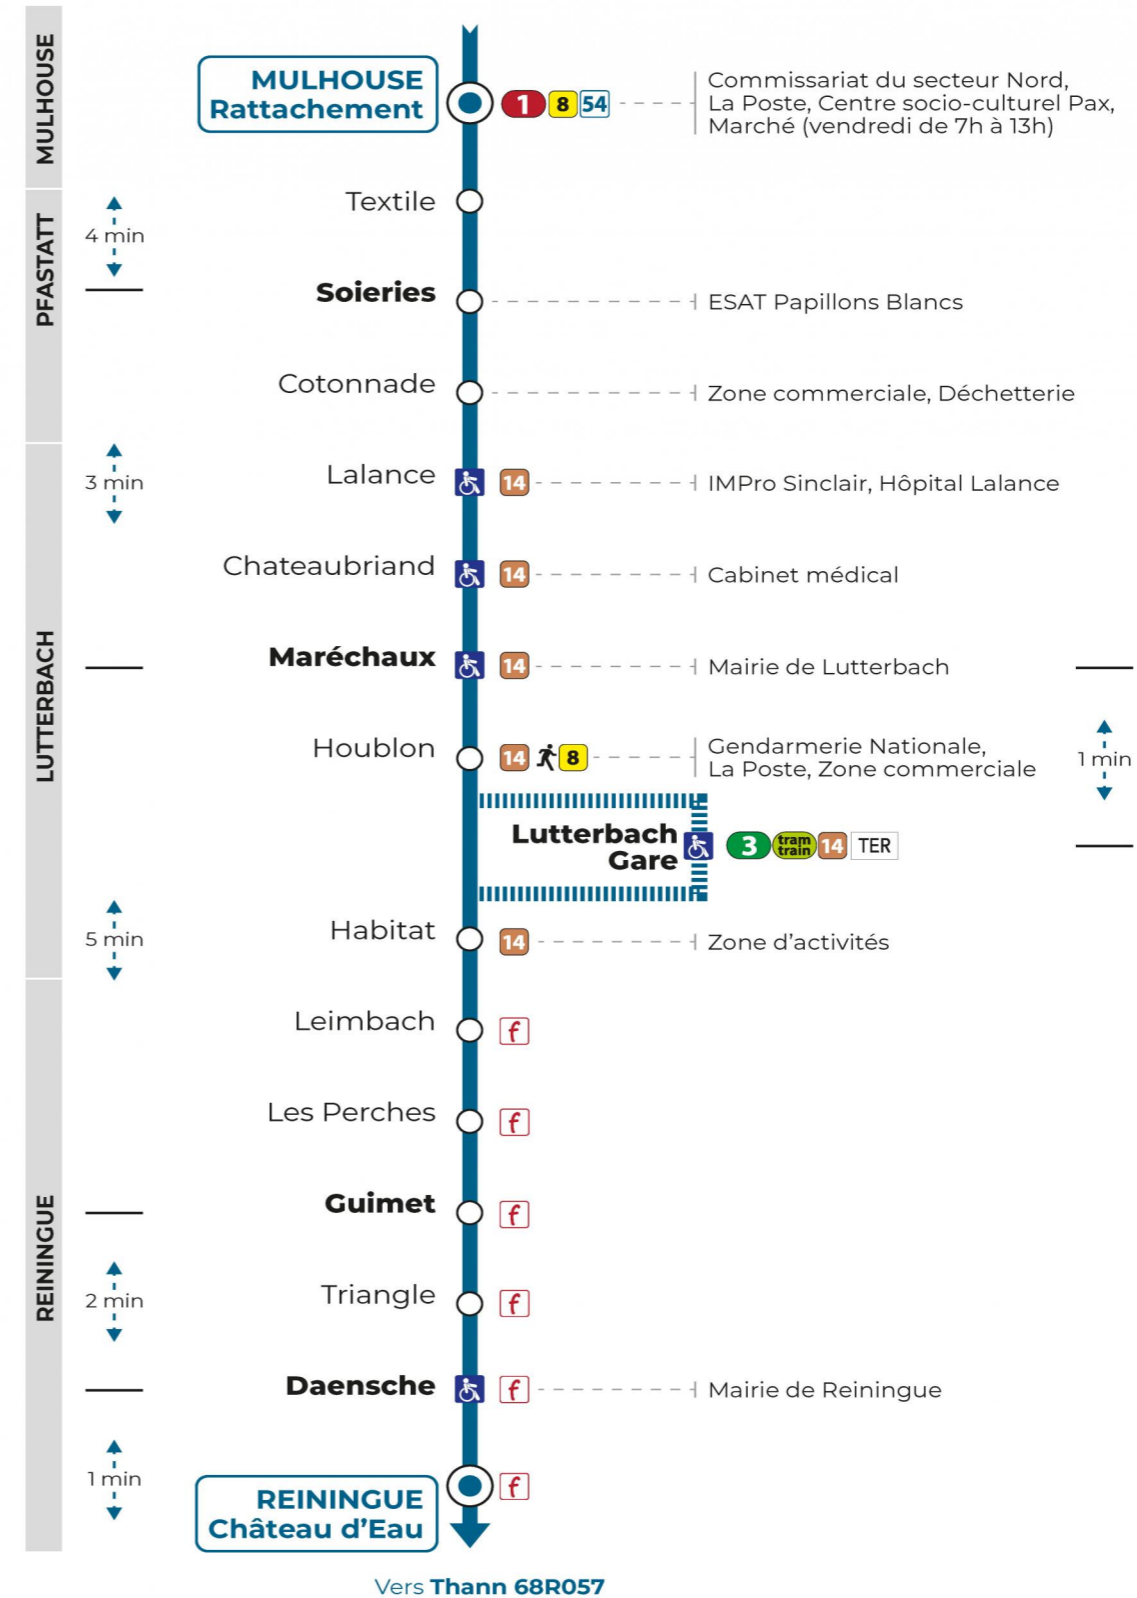 MULHOUSE
MULHOUSE
Rattachement
1 8 54
Commissariat du secteur Nord,
La Poste, Centre socio-culturel Pax,
Marché (vendredi de 7h à 13h)
PFASTATT
Textile
4 min
Soieries
ESAT Papillons Blancs
Cotonnade
Zone commerciale, Déchetterie
LUTTERBACH
3 min
Lalance
14
IMPro Sinclair, Hôpital Lalance
Chateaubriand
14
Cabinet médical
Maréchaux
14
Mairie de Lutterbach
Houblon
14 8
Gendarmerie Nationale,
La Poste, Zone commerciale
1 min
Lutterbach
Gare
3 tram train 14 TER
5 min
Habitat
14
Zone d'activités
REININGUE
Leimbach
f
Les Perches
f
Guimet
f
2 min
Triangle
f
Daensche
f
Mairie de Reiningue
1 min
REININGUE
Château d'Eau
f
Vers Thann 68R057